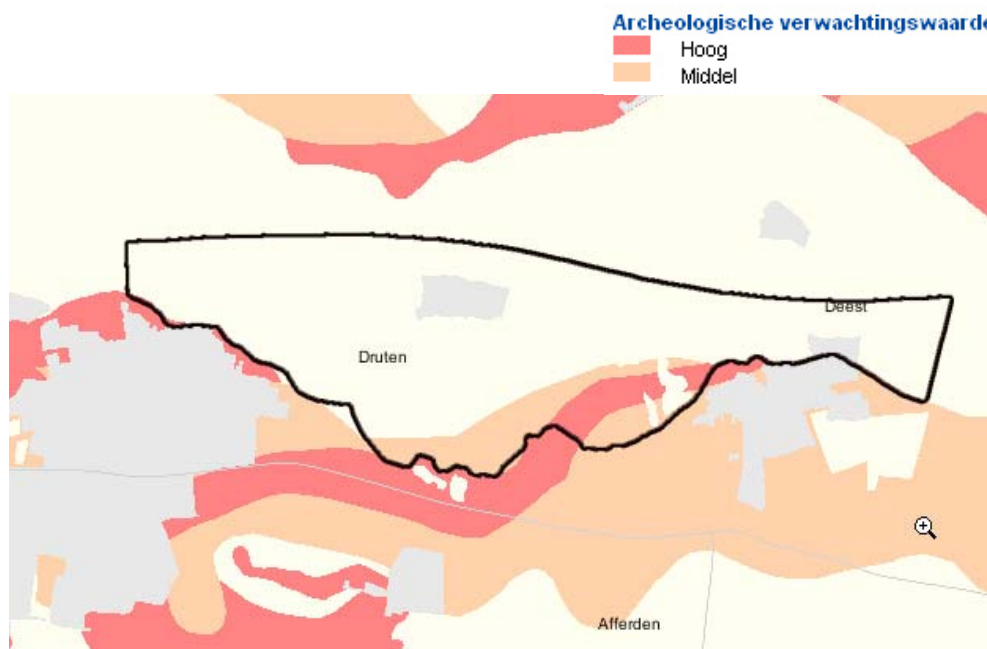 Archeologische verwachtingswaarde
Hoog
Middel
Deest
Druten
Afferden